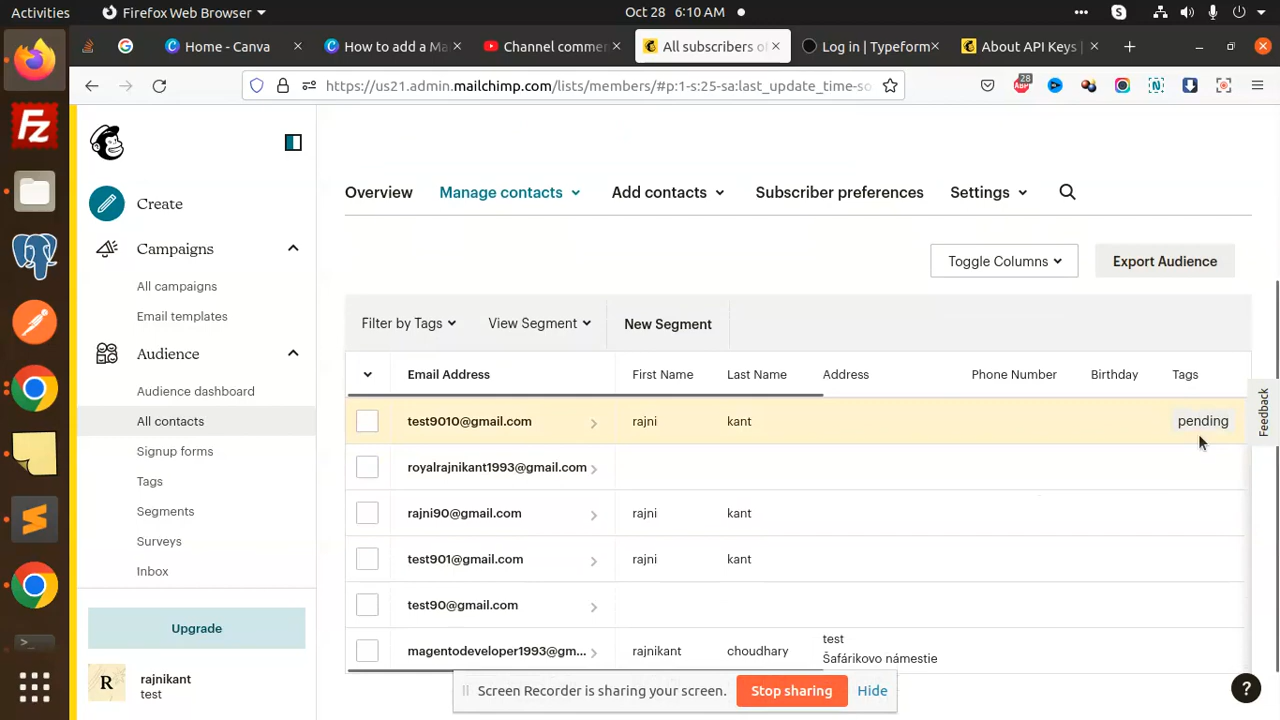 Activities Firefox Web Browser Oct 28 6:10 AM
Home - Canva How to add a Ma Channel comme All subscribers of Log in | Typeform About API Keys |
https://us21.admin.mailchimp.com/lists/members/#p:1-s:25-sa:last_update_time-so 28 ABP
Create
Campaigns
All campaigns
Email templates
Audience
Audience dashboard
All contacts
Signup forms
Tags
Segments
Surveys
Inbox
Upgrade
R rajnikant
test
Overview Manage contacts Add contacts Subscriber preferences Settings
Toggle Columns Export Audience
Filter by Tags View Segment New Segment
Email Address First Name Last Name Address Phone Number Birthday Tags
test9010@gmail.com rajni kant pending
royalrajnikant1993@gmail.com
rajni90@gmail.com rajni kant
test901@gmail.com rajni kant
test90@gmail.com
magentodeveloper1993@gm... rajnikant choudhary test
Šafárikovo námestie
Feedback
Screen Recorder is sharing your screen. Stop sharing Hide
?